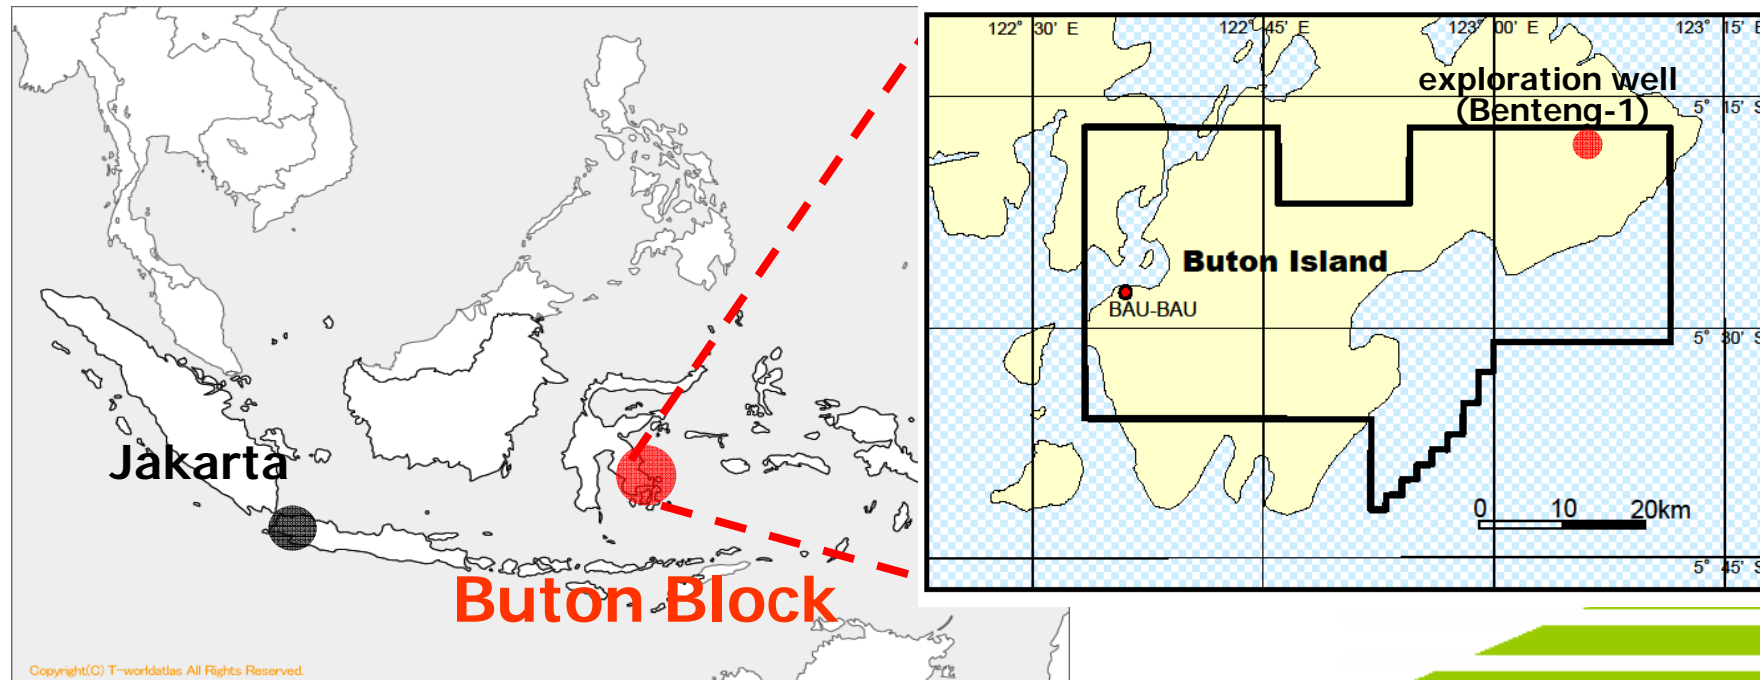 Jakarta
Buton Block
Copyright(C) T-worldatlas All Rights Reserved.
122° 30' E
122° 45' E
123° 00' E
123° 15' E
exploration well
(Benteng-1)
5° 15' S
Buton Island
BAU-BAU
5° 30' S
0 10 20km
5° 45' S